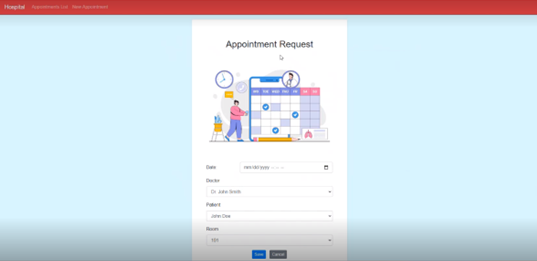 Hospital Appointments List New Appointment
Appointment Request
Date mm/dd/yyyy --:-- --
Doctor
Dr. John Smith
Patient
John Doe
Room
101
Save Cancel